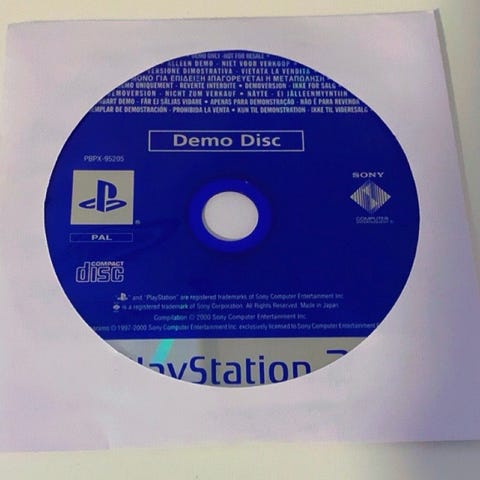 DEMO ONLY - NOT FOR RESALE •
ALLEEN DEMO - NIET VOOR VERKOOP •
VERSIONE DIMOSTRATIVA - VIETATA LA VENDITA
ΜΟΝΟ ΓΙΑ ΕΠΙΔΕΙΞΗ ΑΠΑΓΟΡΕΥΕΤΑΙ Η ΜΕΤΑΠΩΛΗΣΗ
DEMO UNIQUEMENT - REVENTE INTERDITE • DEMOVERSION - IKKE FOR SALG
DEMOVERSION - NICHT ZUM VERKAUF • NÄYTE - EI JÄLLEENMYYNTIIN
ENBART DEMO - FÅR EJ SÄLJAS VIDARE • APENAS PARA DEMONSTRAÇÃO - NÃO É PARA REVENDA
EMPLAR DE DEMOSTRACIÓN - PROHIBIDA LA VENTA • KUN TIL DEMONSTRATION - IKKE TIL VIDERESALG
Demo Disc
PBPX-95205
SONY
COMPUTER
ENTERTAINMENT ®
®
PAL
COMPACT
disc
and "PlayStation" are registered trademarks of Sony Computer Entertainment Inc.
is a registered trademark of Sony Corporation. All Rights Reserved. Made in Japan.
Compilation © 2000 Sony Computer Entertainment Inc.
© 1997-2000 Sony Computer Entertainment Inc. exclusively licensed to Sony Computer
PlayStation 2